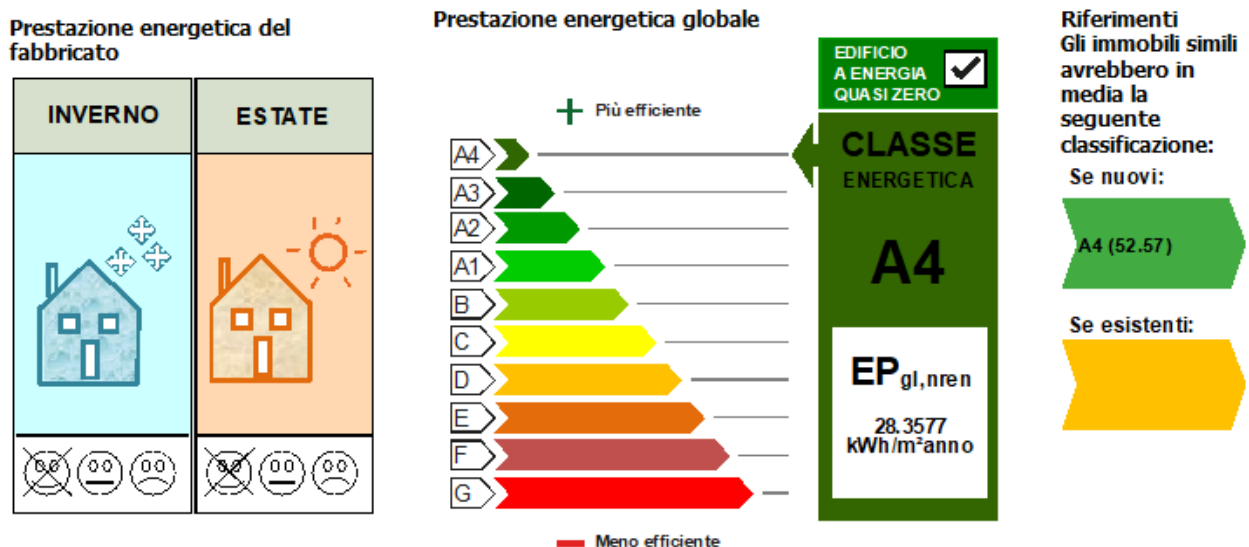 Prestazione energetica del
fabbricato
INVERNO
ESTATE
Prestazione energetica globale
Più efficiente
A4
A3
A2
A1
B
C
D
E
F
G
Meno efficiente
EDIFICIO
A ENERGIA
QUASI ZERO
CLASSE
ENERGETICA
A4
EPgl,nren
28.3577
kWh/m²anno
Riferimenti
Gli immobili simili
avrebbero in
media la
seguente
classificazione:
Se nuovi:
A4 (52.57)
Se esistenti: